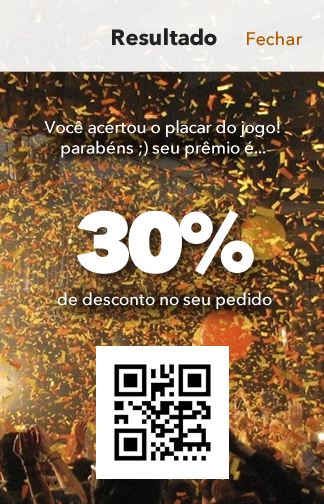 Resultado
Fechar
Você acertou o placar do jogo!
parabéns ;) seu prêmio é...
30%
de desconto no seu pedido